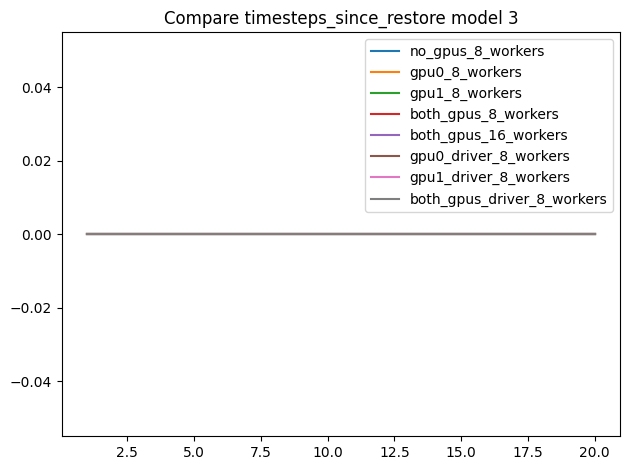 Compare timesteps_since_restore model 3
no_gpus_8_workers
gpu0_8_workers
gpu1_8_workers
both_gpus_8_workers
both_gpus_16_workers
gpu0_driver_8_workers
gpu1_driver_8_workers
both_gpus_driver_8_workers
0.04
0.02
0.00
−0.02
−0.04
2.5 5.0 7.5 10.0 12.5 15.0 17.5 20.0